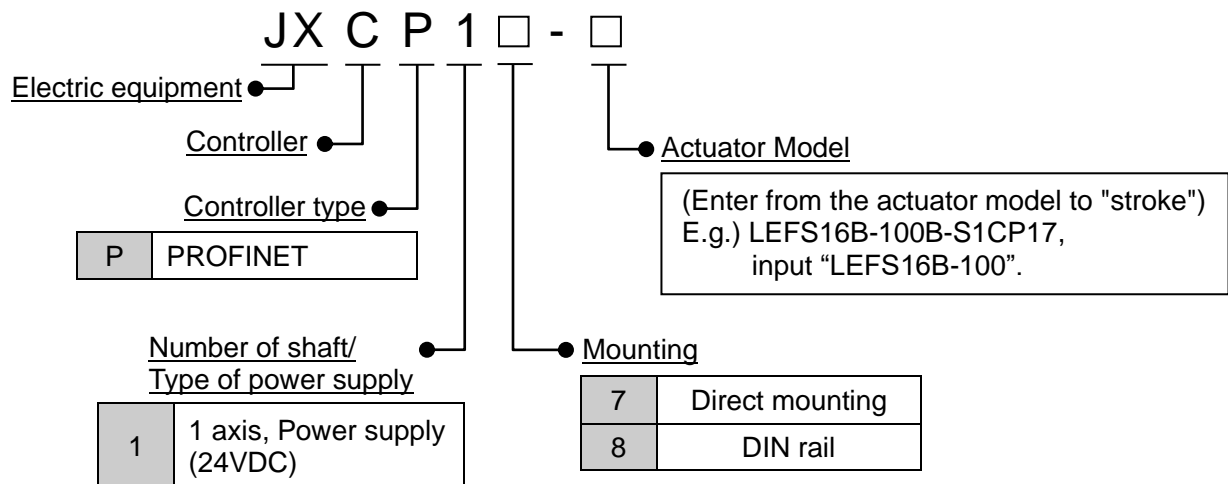 JX C P 1 □ - □
Electric equipment
Controller
Actuator Model
(Enter from the actuator model to "stroke")
E.g.) LEFS16B-100B-S1CP17,
input “LEFS16B-100”.
Controller type
P PROFINET
Number of shaft/
Type of power supply
1 1 axis, Power supply
(24VDC)
Mounting
7 Direct mounting
8 DIN rail